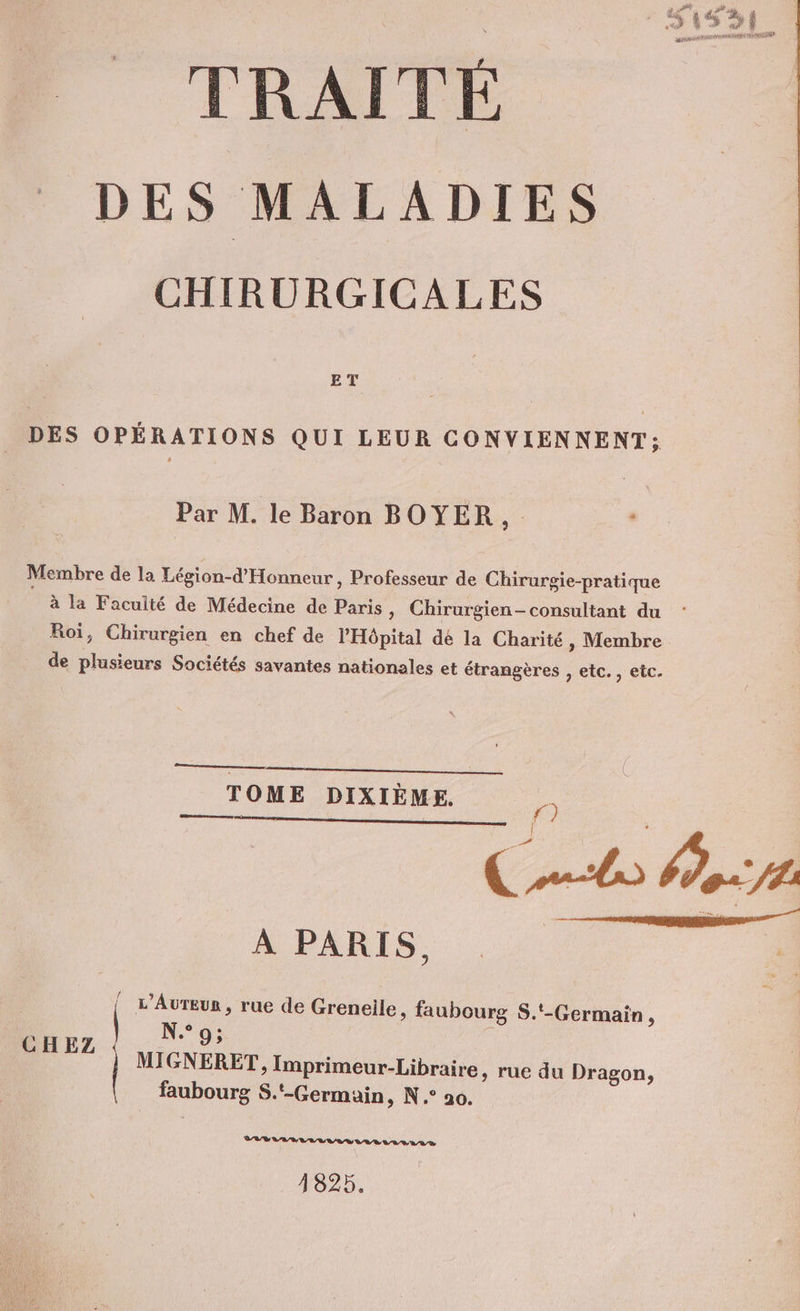 51531
TRAITÉ
DES MALADIES
CHIRURGICALES
ET
DES OPÉRATIONS QUI LEUR CONVIENNENT;
Par M. le Baron BOYER,
Membre de la Légion-d'Honneur, Professeur de Chirurgie-pratique
à la Faculté de Médecine de Paris, Chirurgien-consultant du
Roi, Chirurgien en chef de l'Hôpital de la Charité, Membre
de plusieurs Sociétés savantes nationales et étrangères, etc., etc.
TOME DIXIÈME.
A PARIS,
CHEZ
L'AUTEUR, rue de Grenelle, faubourg S.t-Germain,
N.° 9;
MIGNERET, Imprimeur-Libraire, rue du Dragon,
faubourg S.t-Germain, N.° 20.
1825.